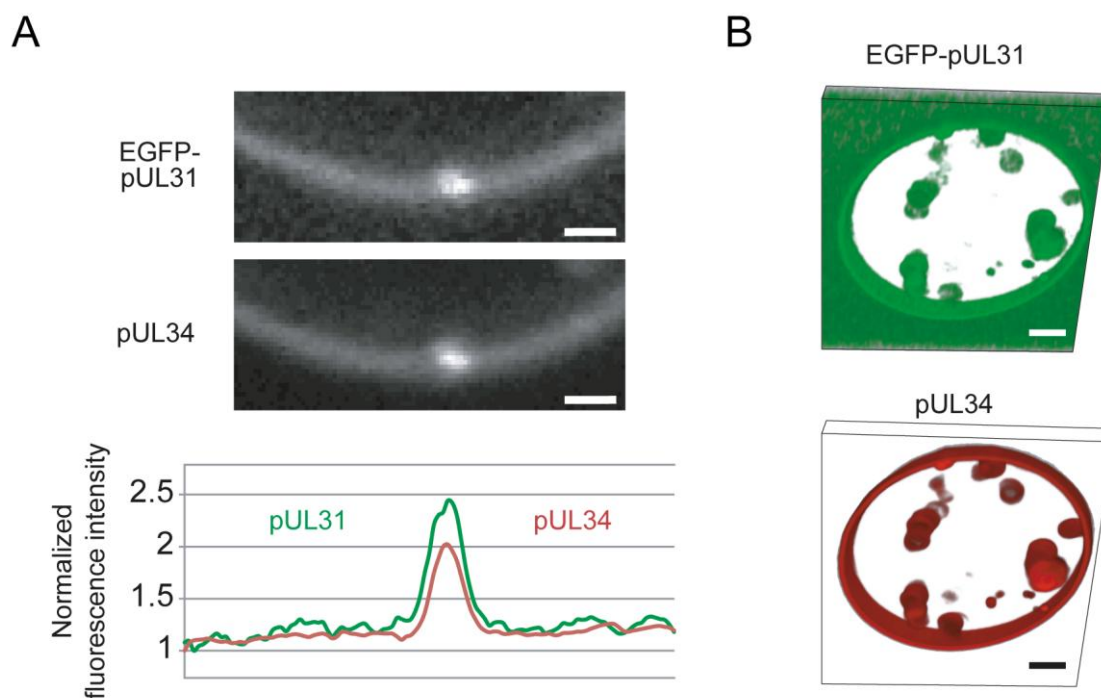 A
EGFP-
pUL31
pUL34
Normalized
fluorescence intensity
2.5
2
1.5
1
pUL31
pUL34
B
EGFP-pUL31
pUL34